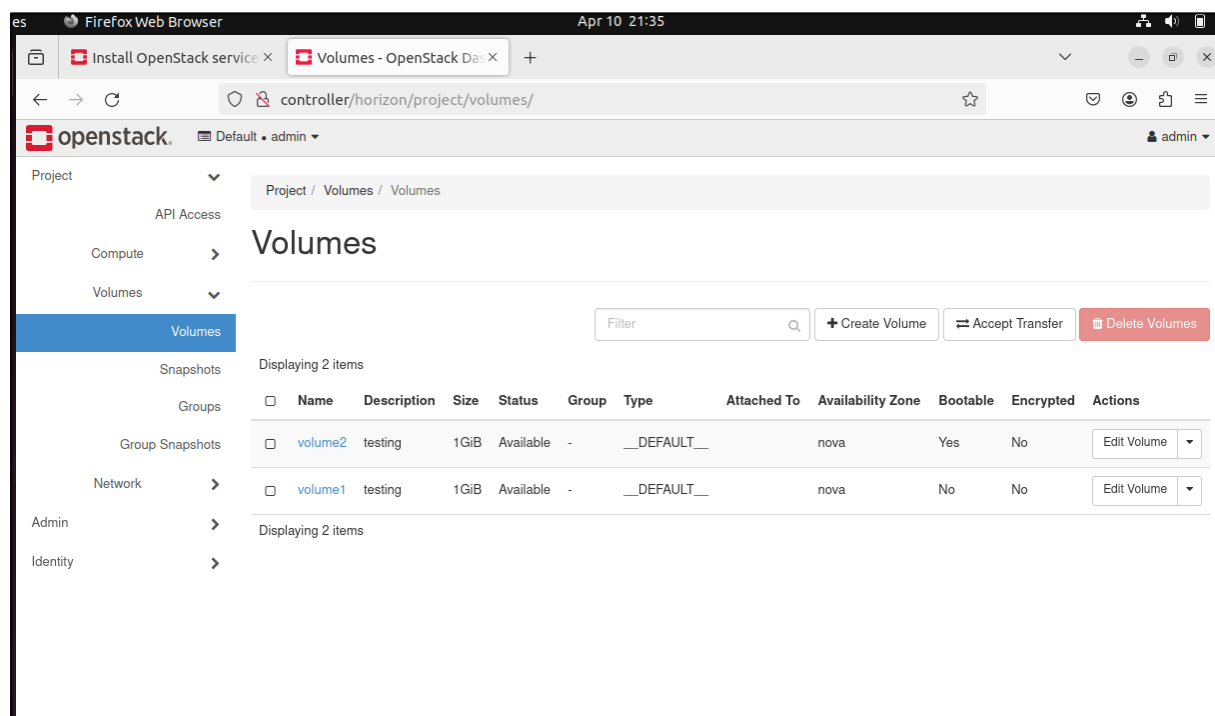 es Firefox Web Browser Apr 10 21:35
Install OpenStack service Volumes - OpenStack Das
controller/horizon/project/volumes/
openstack. Default • admin admin
Project
API Access
Compute
Volumes
Volumes
Snapshots
Groups
Group Snapshots
Network
Admin
Identity
Project / Volumes / Volumes
Volumes
Filter Create Volume Accept Transfer Delete Volumes
Displaying 2 items
Name Description Size Status Group Type Attached To Availability Zone Bootable Encrypted Actions
volume2 testing 1GiB Available - __DEFAULT__ nova Yes No Edit Volume
volume1 testing 1GiB Available - __DEFAULT__ nova No No Edit Volume
Displaying 2 items